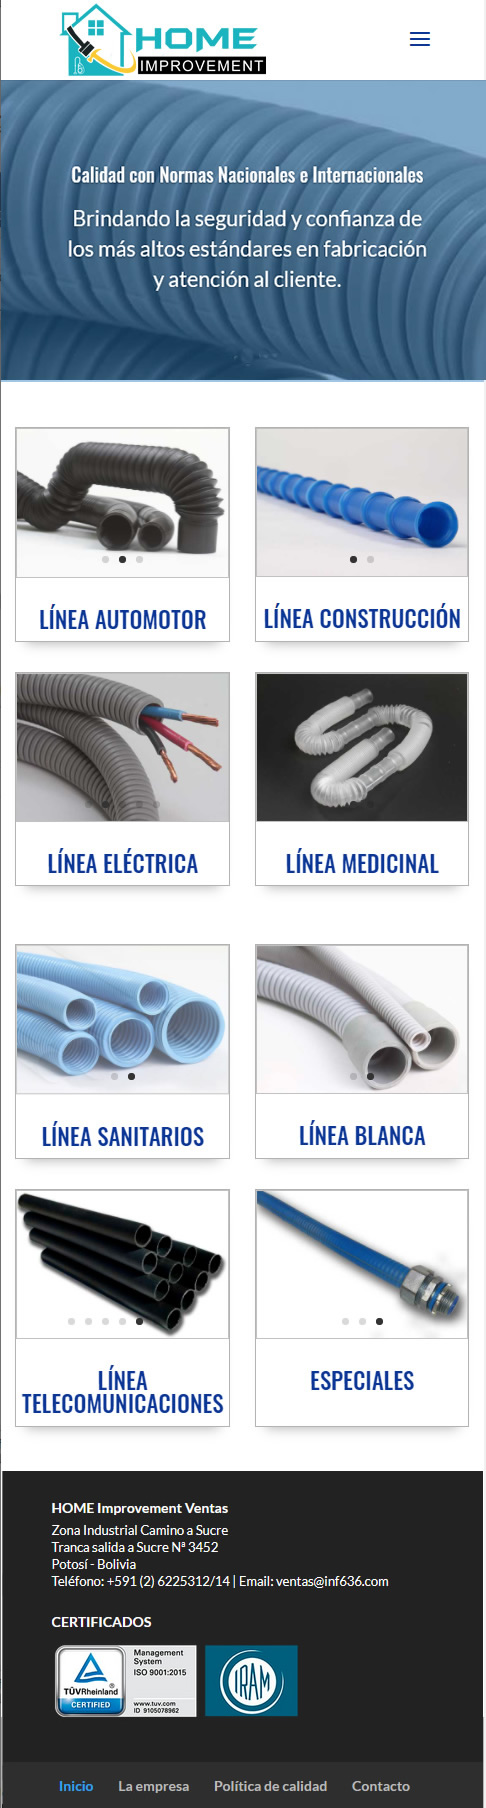 HOME
IMPROVEMENT
Calidad con Normas Nacionales e Internacionales
Brindando la seguridad y confianza de
los más altos estándares en fabricación
y atención al cliente.
LÍNEA AUTOMOTOR
LÍNEA CONSTRUCCIÓN
LÍNEA ELÉCTRICA
LÍNEA MEDICINAL
LÍNEA SANITARIOS
LÍNEA BLANCA
LÍNEA
TELECOMUNICACIONES
ESPECIALES
HOME Improvement Ventas
Zona Industrial Camino a Sucre
Tranca salida a Sucre Nª 3452
Potosí - Bolivia
Teléfono: +591 (2) 6225312/14 | Email: ventas@inf636.com
CERTIFICADOS
TÜVRheinland
CERTIFIED
Management
System
ISO 9001:2015
www.tuv.com
ID 9105078962
IRAM
Inicio La empresa Política de calidad Contacto